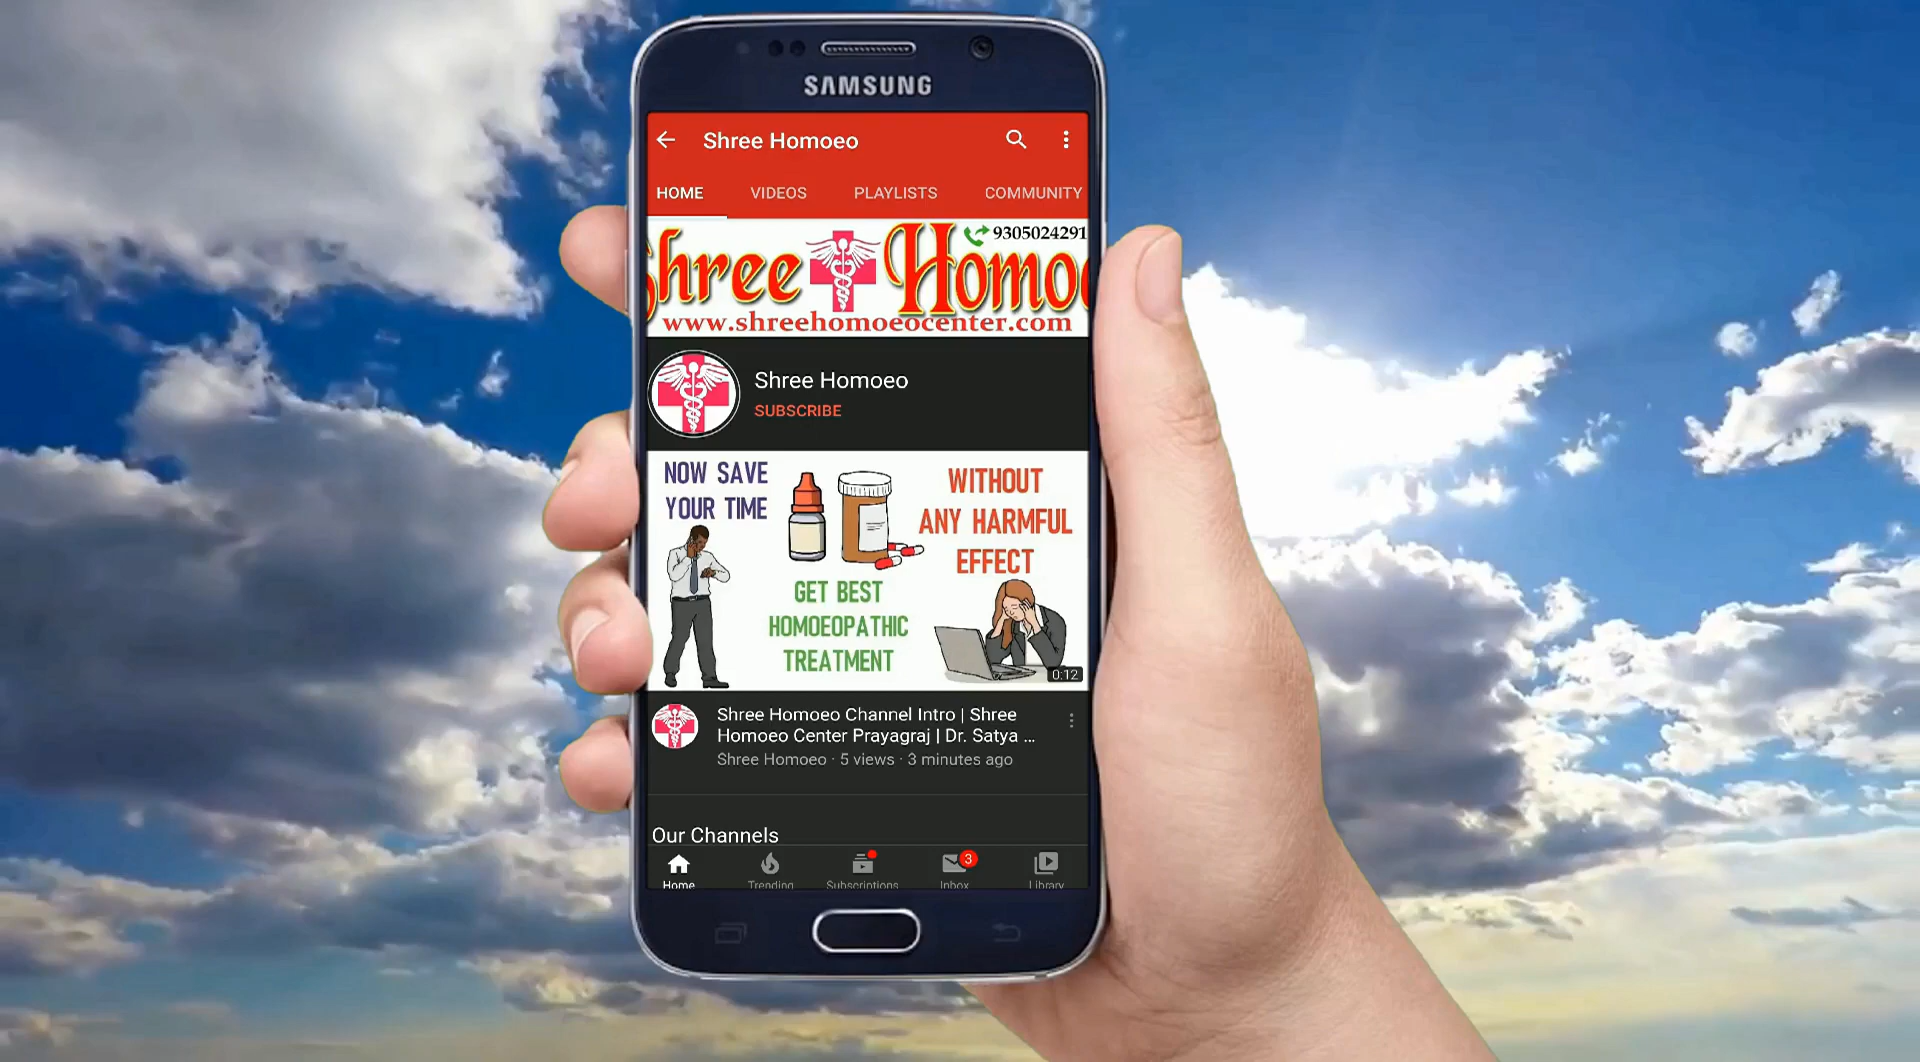 SAMSUNG
Shree Homoeo
HOME VIDEOS PLAYLISTS COMMUNITY
9305024291
Shree Homoe
www.shreehomoeocenter.com
Shree Homoeo
SUBSCRIBE
NOW SAVE
YOUR TIME
WITHOUT
ANY HARMFUL
EFFECT
GET BEST
HOMOEOPATHIC
TREATMENT
0:12
Shree Homoeo Channel Intro | Shree
Homoeo Center Prayagraj | Dr. Satya ...
Shree Homoeo · 5 views · 3 minutes ago
Our Channels
3
Home Trending Subscriptions Inbox Library